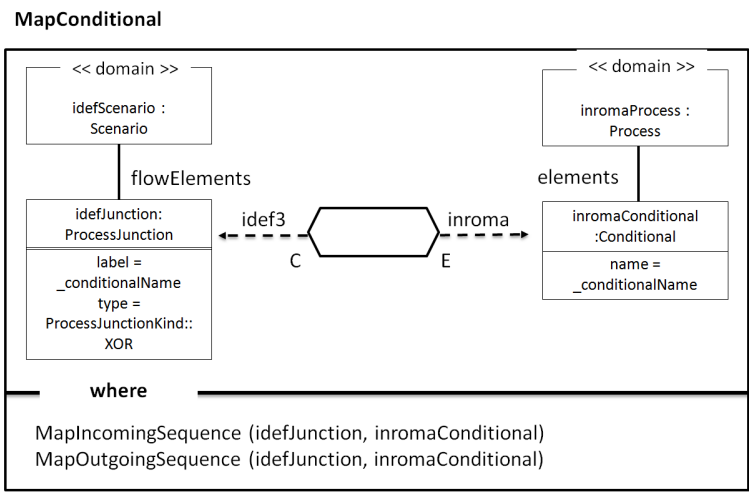 MapConditional
<< domain >>
idefScenario :
Scenario
flowElements
idefJunction:
ProcessJunction
label =
_conditionalName
type =
ProcessJunctionKind::
XOR
idef3
C
inroma
E
<< domain >>
inromaProcess :
Process
elements
inromaConditional
:Conditional
name =
_conditionalName
where
MapIncomingSequence (idefJunction, inromaConditional)
MapOutgoingSequence (idefJunction, inromaConditional)